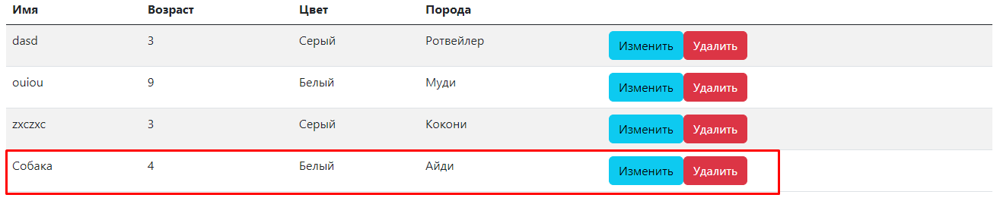 Имя Возраст Цвет Порода
dasd 3 Серый Ротвейлер Изменить Удалить
ouiou 9 Белый Муди Изменить Удалить
zxczxc 3 Серый Кокони Изменить Удалить
Собака 4 Белый Айди Изменить Удалить